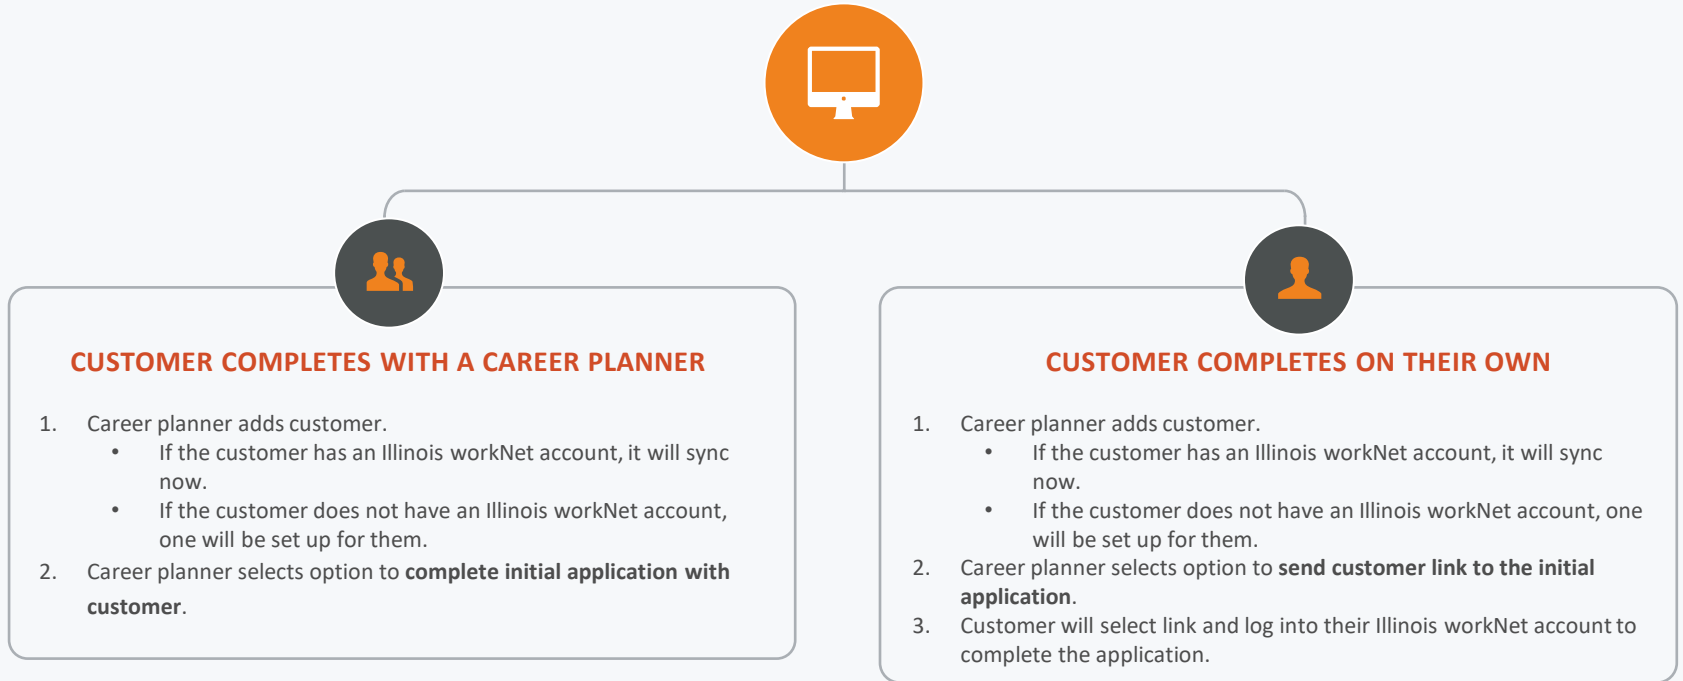 CUSTOMER COMPLETES WITH A CAREER PLANNER
1. Career planner adds customer.
• If the customer has an Illinois workNet account, it will sync
now.
• If the customer does not have an Illinois workNet account,
one will be set up for them.
2. Career planner selects option to complete initial application with
customer.
CUSTOMER COMPLETES ON THEIR OWN
1. Career planner adds customer.
• If the customer has an Illinois workNet account, it will sync
now.
• If the customer does not have an Illinois workNet account, one
will be set up for them.
2. Career planner selects option to send customer link to the initial
application.
3. Customer will select link and log into their Illinois workNet account to
complete the application.